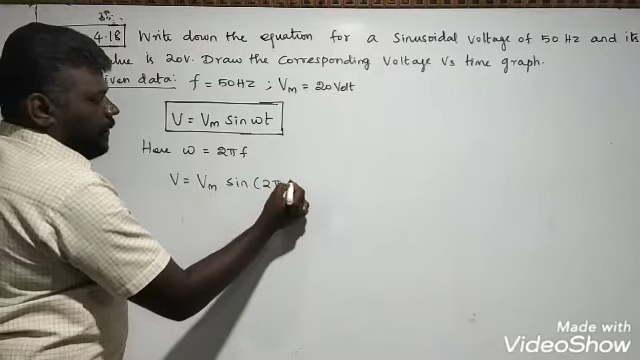 4.18 Write down the equation for a sinusoidal voltage of 50 Hz and its
value is 20v. Draw the corresponding Voltage Vs time graph.
Given data: f = 50HZ ; Vm = 20Volt
V = Vm sin ωt
Here ω = 2πf
V = Vm sin (2π
Made with
VideoShow